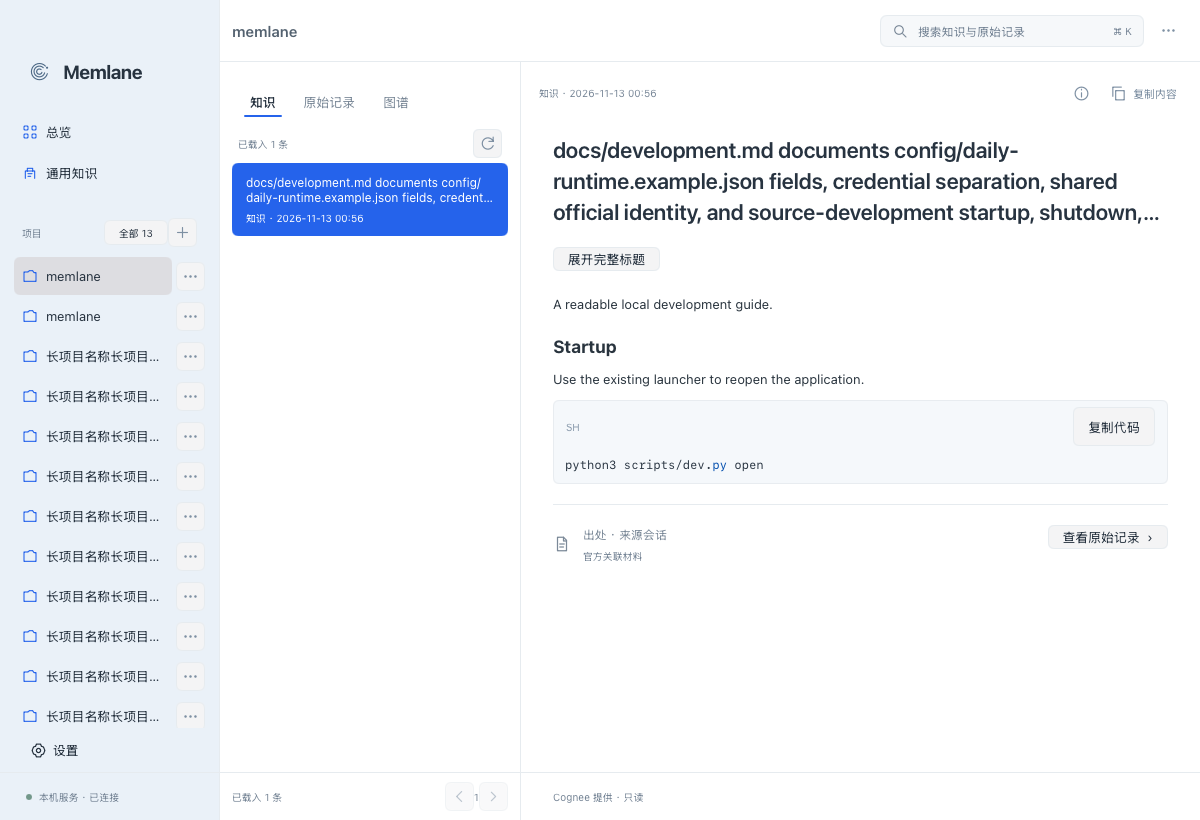 Memlane
总览
通用知识
项目
全部 13
memlane
memlane
长项目名称长项目...
长项目名称长项目...
长项目名称长项目...
长项目名称长项目...
长项目名称长项目...
长项目名称长项目...
长项目名称长项目...
长项目名称长项目...
长项目名称长项目...
长项目名称长项目...
设置
本机服务 · 已连接
memlane
搜索知识与原始记录
⌘ K
知识
原始记录
图谱
已载入 1 条
docs/development.md documents config/
daily-runtime.example.json fields, credent...
知识 · 2026-11-13 00:56
已载入 1 条
1
知识 · 2026-11-13 00:56
复制内容
docs/development.md documents config/daily-
runtime.example.json fields, credential separation, shared
official identity, and source-development startup, shutdown,...
展开完整标题
A readable local development guide.
Startup
Use the existing launcher to reopen the application.
SH
复制代码
python3 scripts/dev.py open
出处 · 来源会话
官方关联材料
查看原始记录 ›
Cognee 提供 · 只读